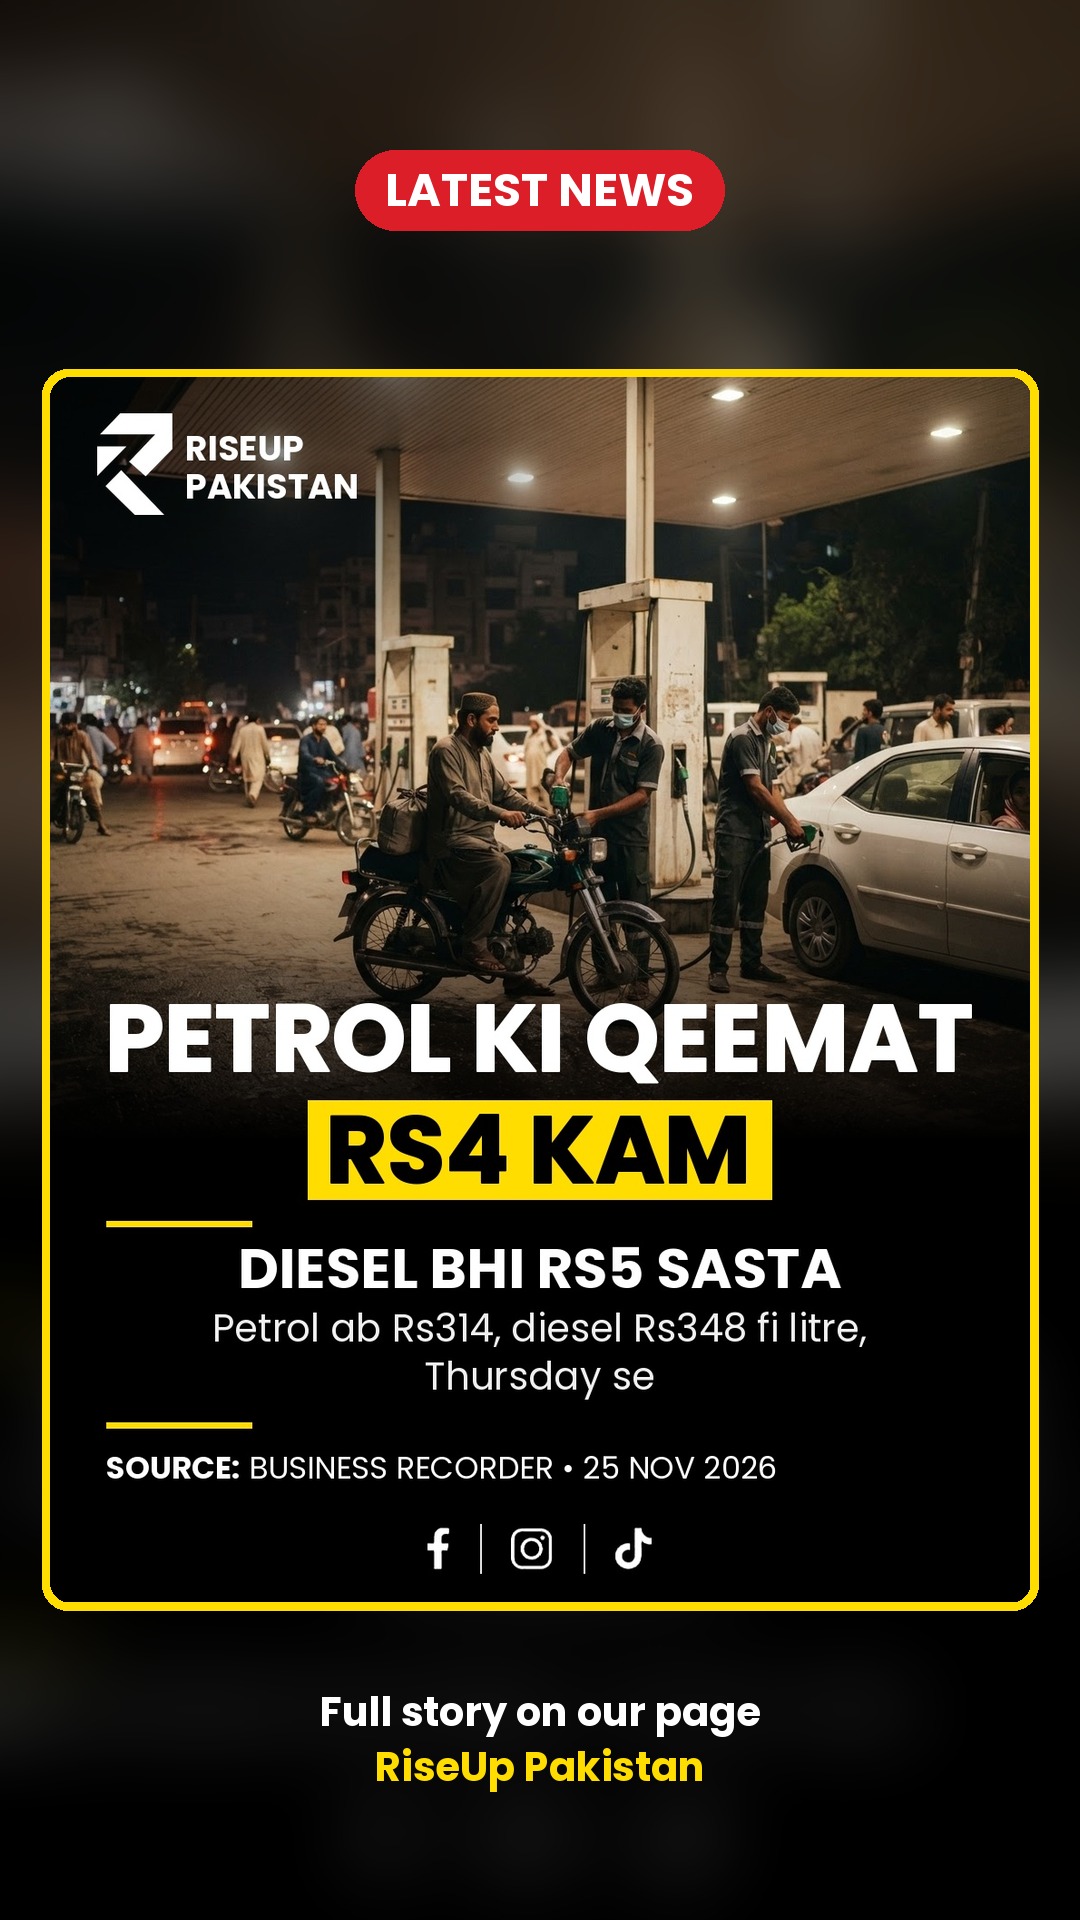 LATEST NEWS
RISEUP
PAKISTAN
PETROL KI QEEMAT
RS4 KAM
DIESEL BHI RS5 SASTA
Petrol ab Rs314, diesel Rs348 fi litre,
Thursday se
SOURCE: BUSINESS RECORDER • 25 NOV 2026
Full story on our page
RiseUp Pakistan